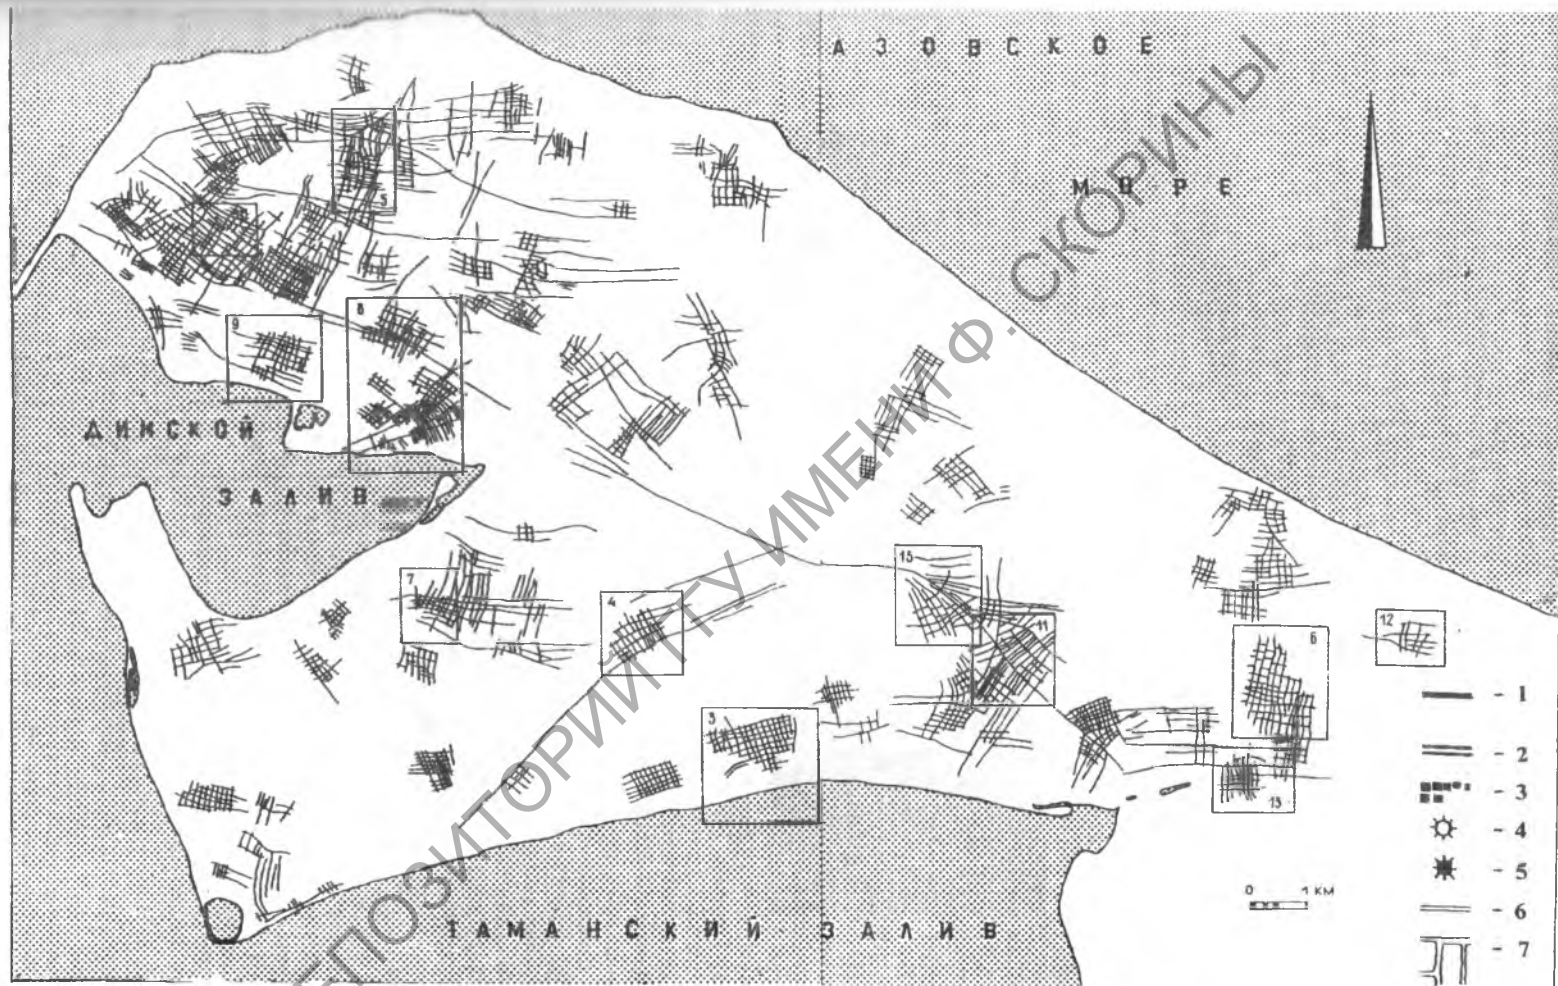 АЗОВСКОЕ
МОРЕ
5
8
9
ДИНСКОЙ
ЗАЛИВ
7
4
15
11
12
6
3
13
- 1
- 2
- 3
- 4
- 5
- 6
- 7
0 1 КМ
ТАМАНСКИЙ ЗАЛИВ
РЕПОЗИТОРИЙ ГГУ ИМЕНИ Ф. СКОРИНЫ